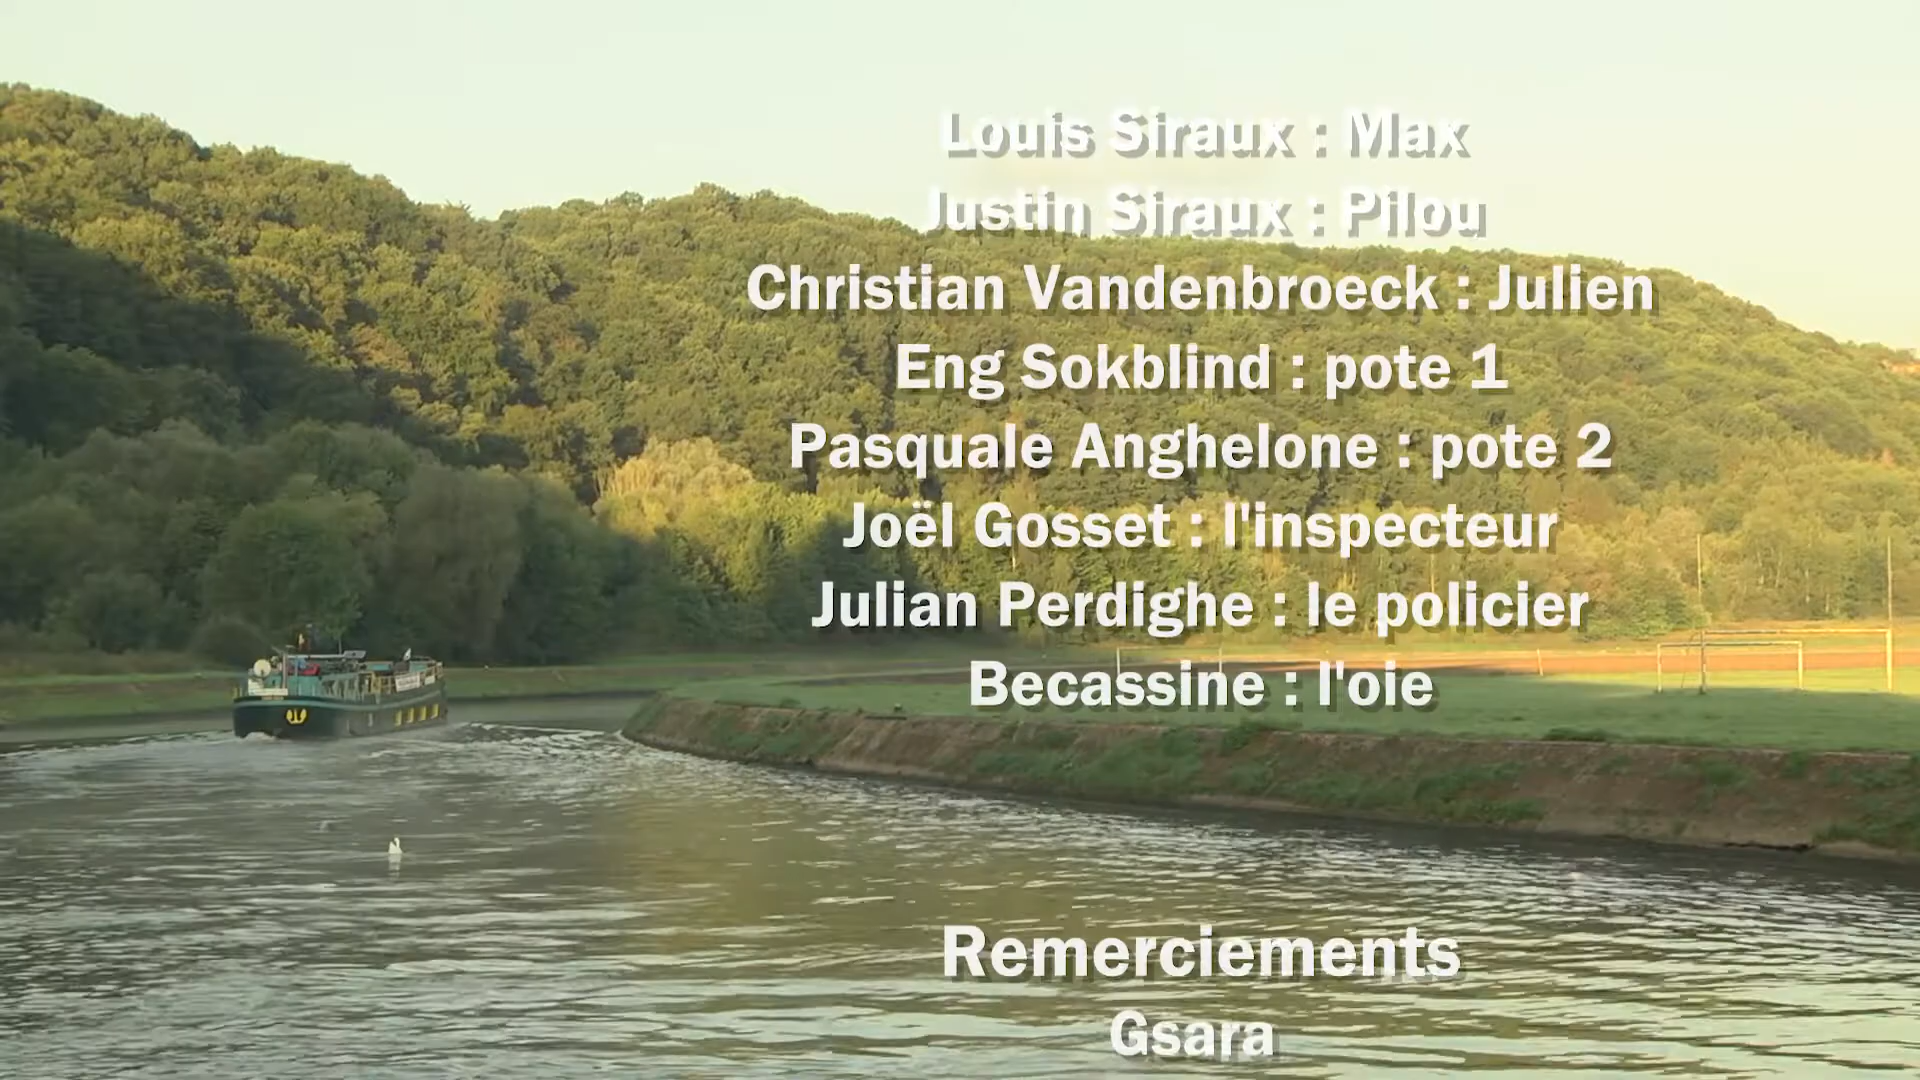 Louis Siraux : Max
Justin Siraux : Pilou
Christian Vandenbroeck : Julien
Eng Sokblind : pote 1
Pasquale Anghelone : pote 2
Joël Gosset : l'inspecteur
Julian Perdighe : le policier
Becassine : l'oie
Remerciements
Gsara